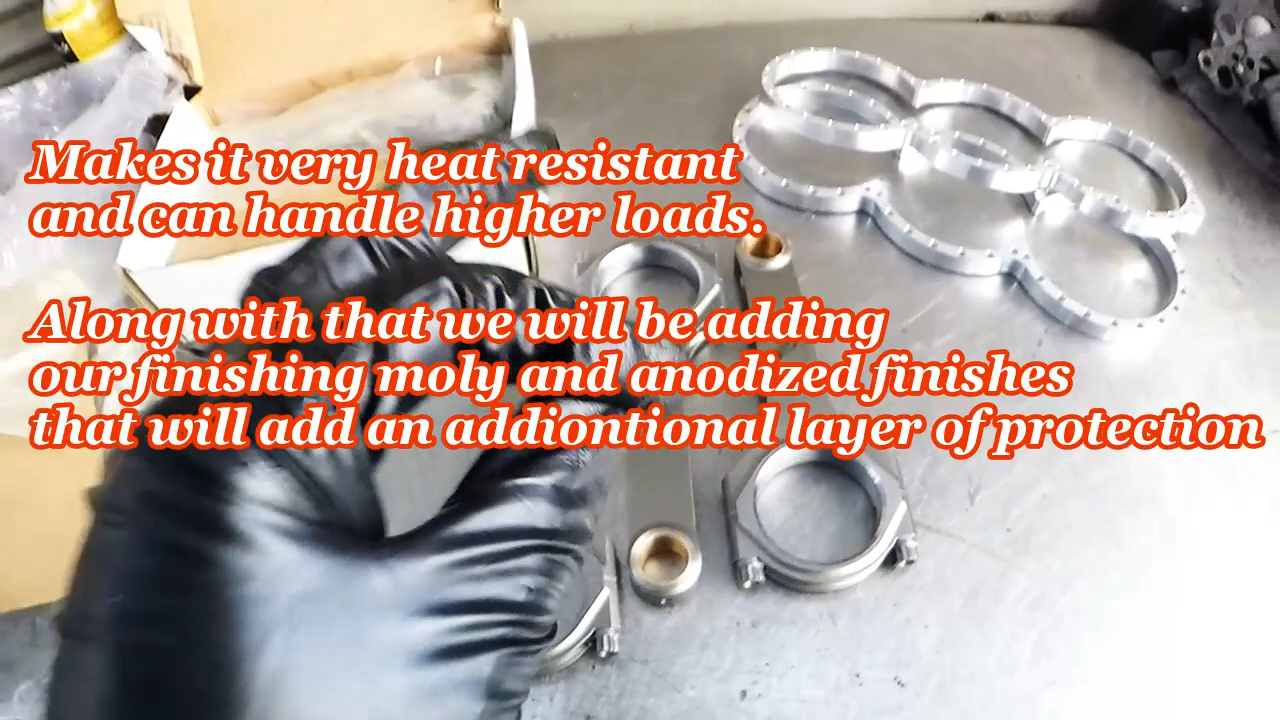 Makes it very heat resistant
and can handle higher loads.
Along with that we will be adding
our finishing moly and anodized finishes
that will add an addiontional layer of protection